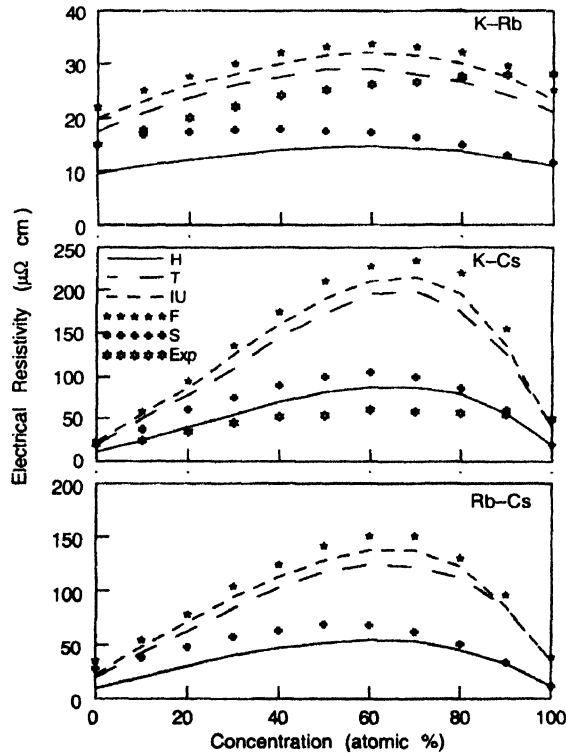 K–Rb
40
30
20
10
0
Electrical Resistivity (μΩ cm)
K–Cs
250
200
150
100
50
0
H
T
IU
F
S
Exp
Rb–Cs
200
150
100
50
0
0 20 40 60 80 100
Concentration (atomic %)